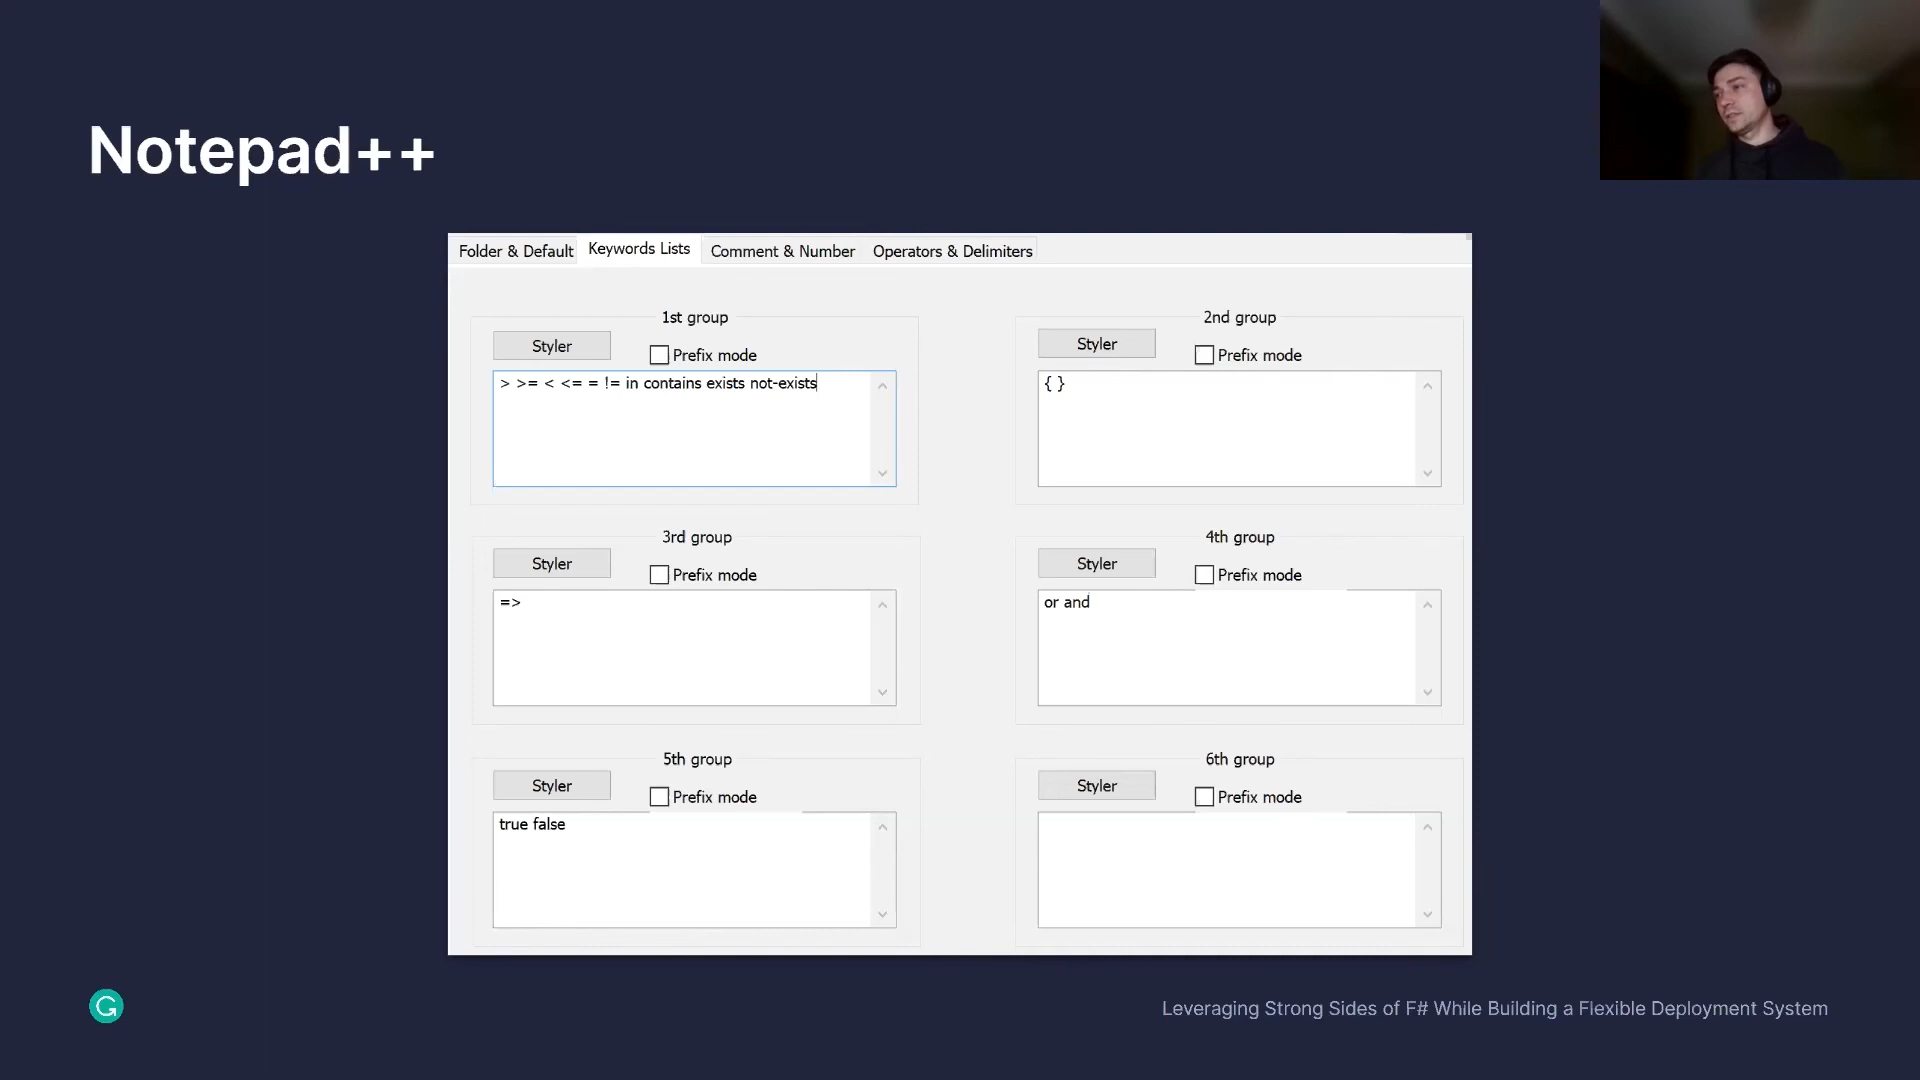 Notepad++
Folder & Default Keywords Lists Comment & Number Operators & Delimiters
1st group
Styler
Prefix mode
> >= < <= = != in contains exists not-exists
2nd group
Styler
Prefix mode
{ }
3rd group
Styler
Prefix mode
=>
4th group
Styler
Prefix mode
or and
5th group
Styler
Prefix mode
true false
6th group
Styler
Prefix mode
G
Leveraging Strong Sides of F# While Building a Flexible Deployment System